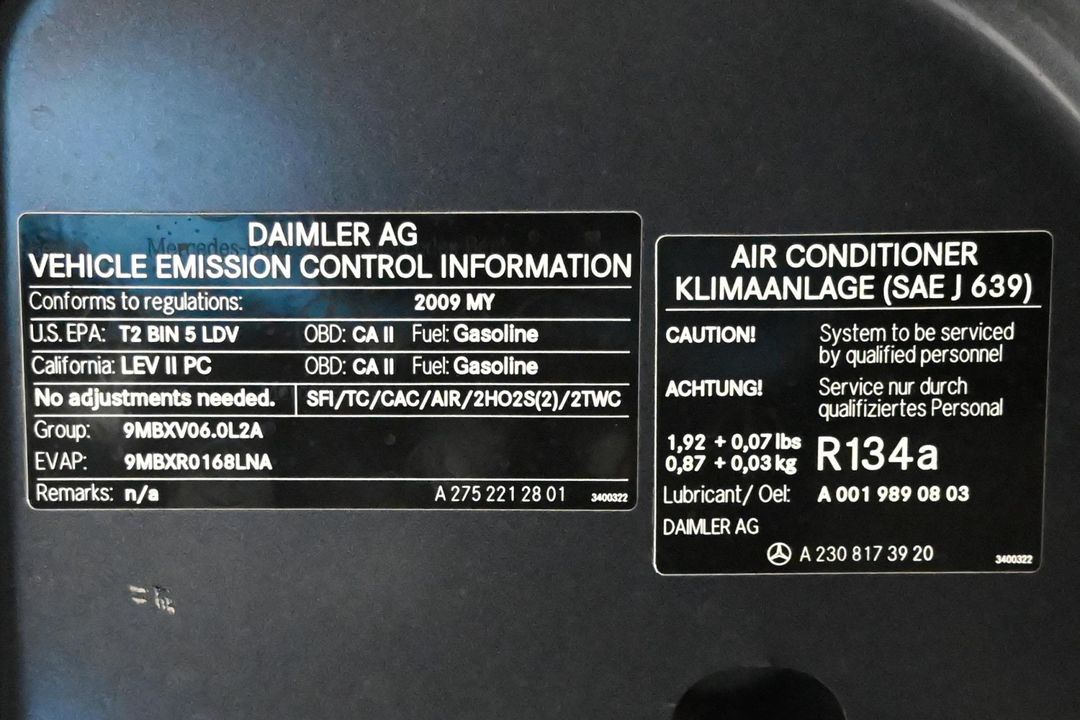 DAIMLER AG
VEHICLE EMISSION CONTROL INFORMATION
Conforms to regulations: 2009 MY
U.S. EPA: T2 BIN 5 LDV OBD: CA II Fuel: Gasoline
California: LEV II PC OBD: CA II Fuel: Gasoline
No adjustments needed. SFI/TC/CAC/AIR/2HO2S(2)/2TWC
Group: 9MBXV06.0L2A
EVAP: 9MBXR0168LNA
Remarks: n/a A 275 221 28 01 3400322
AIR CONDITIONER
KLIMAANLAGE (SAE J 639)
CAUTION! System to be serviced
by qualified personnel
ACHTUNG! Service nur durch
qualifiziertes Personal
1,92 + 0,07 lbs
0,87 + 0,03 kg R134a
Lubricant/ Oel: A 001 989 08 03
DAIMLER AG
A 230 817 39 20 3400322